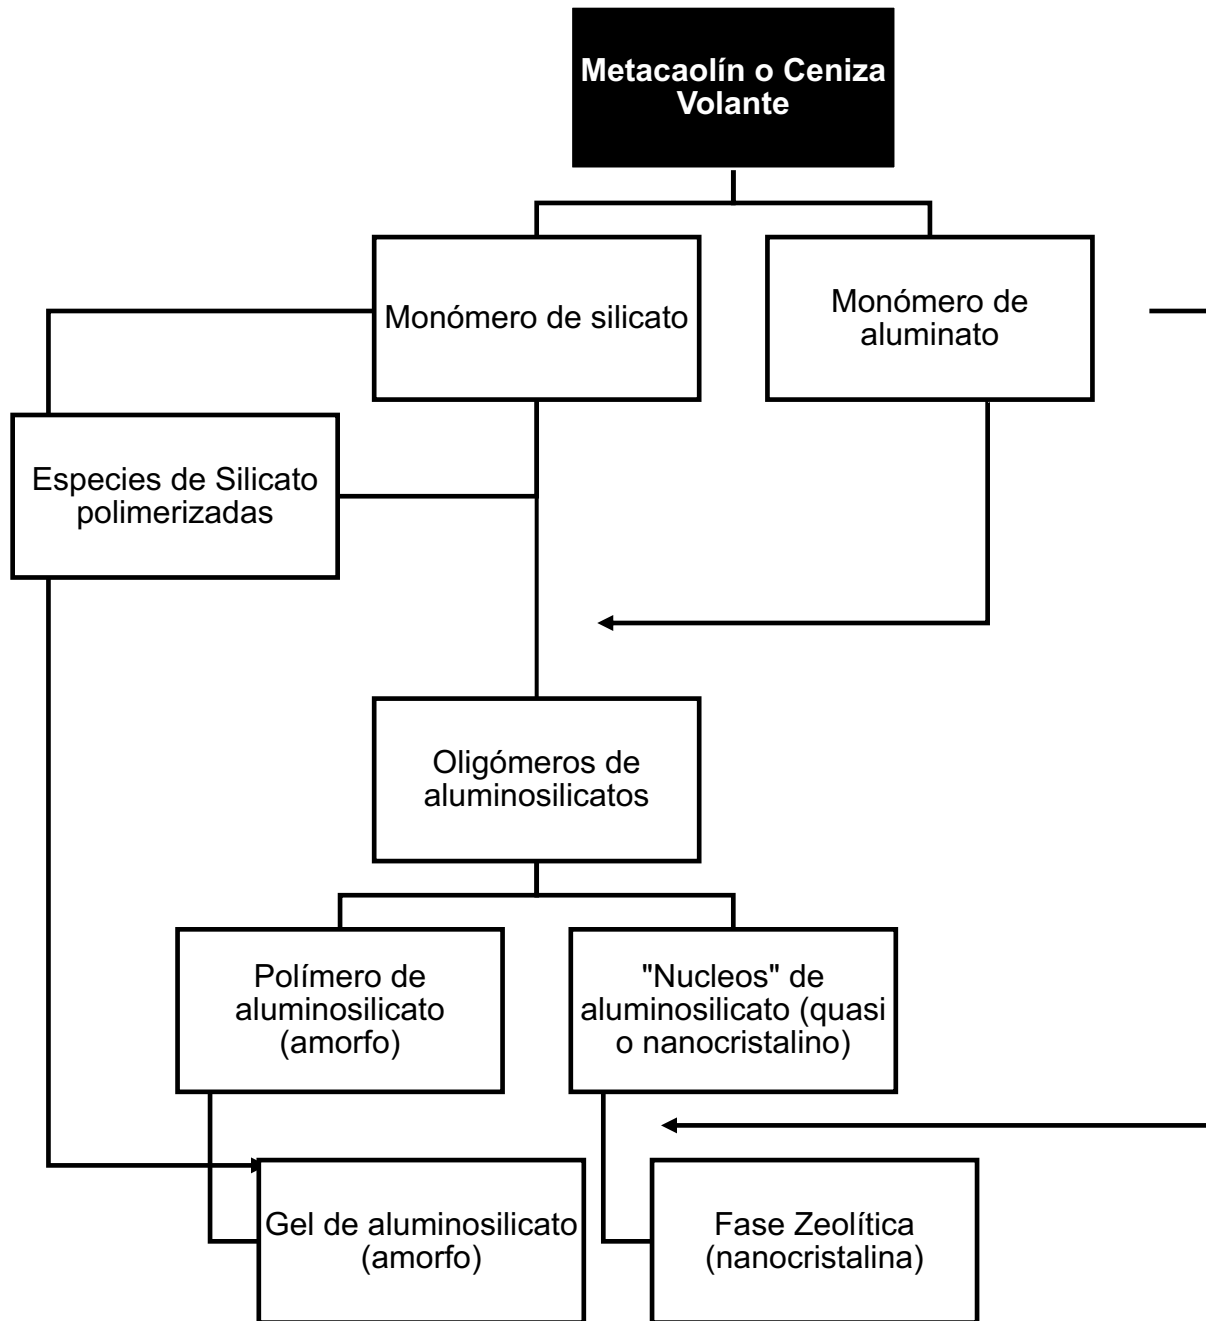 Metacaolín o Ceniza
Volante
Monómero de silicato
Monómero de
aluminato
Especies de Silicato
polimerizadas
Oligómeros de
aluminosilicatos
Polímero de
aluminosilicato
(amorfo)
"Nucleos" de
aluminosilicato (quasi
o nanocristalino)
Gel de aluminosilicato
(amorfo)
Fase Zeolítica
(nanocristalina)